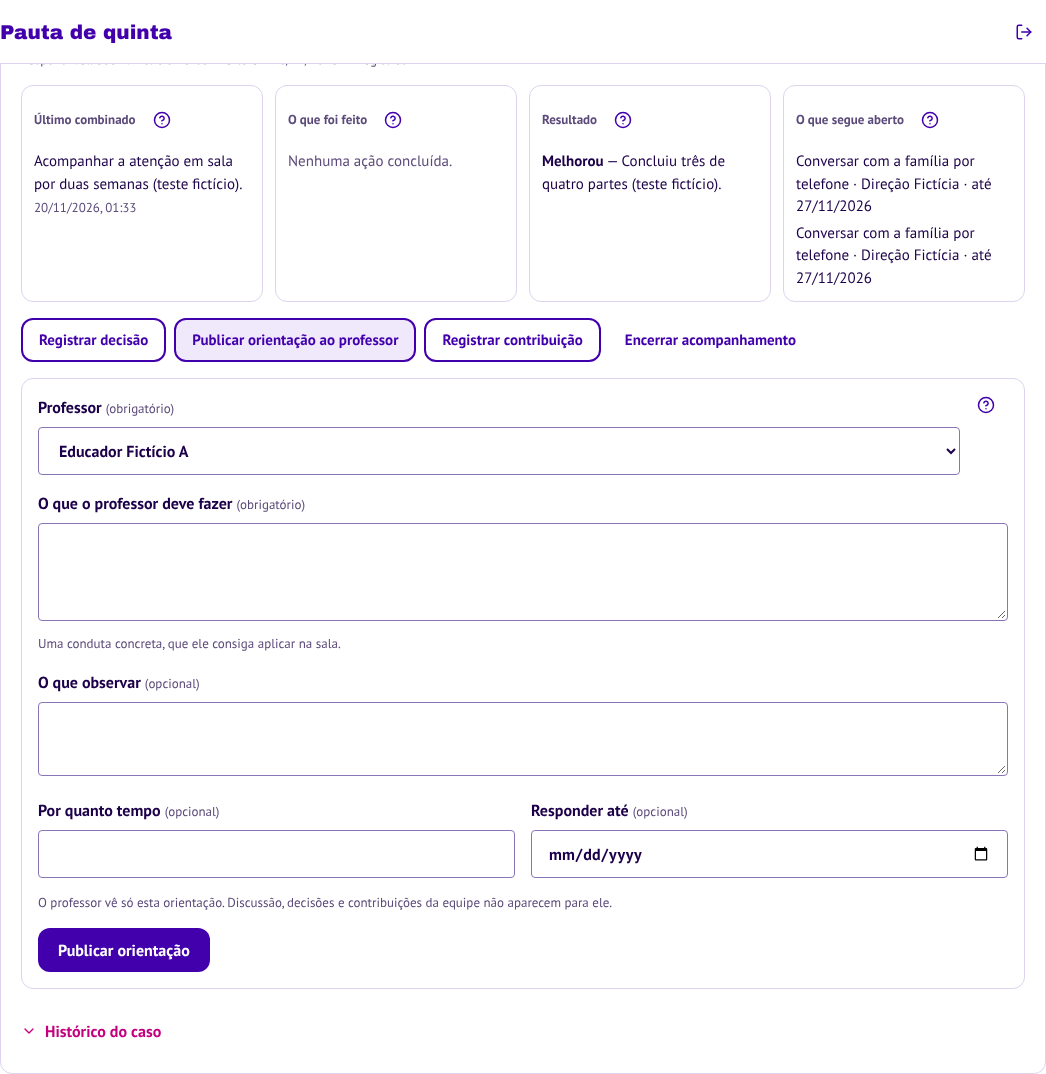 Pauta de quinta
Último combinado
Acompanhar a atenção em sala
por duas semanas (teste fictício).
20/11/2026, 01:33
O que foi feito
Nenhuma ação concluída.
Resultado
Melhorou — Concluiu três de
quatro partes (teste fictício).
O que segue aberto
Conversar com a família por
telefone · Direção Fictícia · até
27/11/2026
Conversar com a família por
telefone · Direção Fictícia · até
27/11/2026
Registrar decisão
Publicar orientação ao professor
Registrar contribuição
Encerrar acompanhamento
Professor (obrigatório)
Educador Fictício A
O que o professor deve fazer (obrigatório)
Uma conduta concreta, que ele consiga aplicar na sala.
O que observar (opcional)
Por quanto tempo (opcional)
Responder até (opcional)
mm/dd/yyyy
O professor vê só esta orientação. Discussão, decisões e contribuições da equipe não aparecem para ele.
Publicar orientação
Histórico do caso